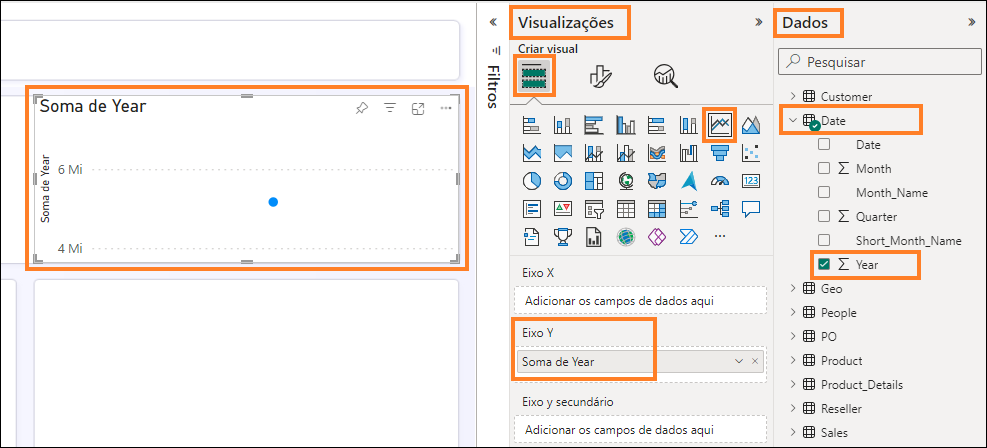 Soma de Year
Soma de Year
6 Mi
4 Mi
Filtros
Visualizações
Criar visual
123
Eixo X
Adicionar os campos de dados aqui
Eixo Y
Soma de Year
Eixo y secundário
Adicionar os campos de dados aqui
Dados
Pesquisar
Customer
Date
Date
Month
Month_Name
Quarter
Short_Month_Name
Year
Geo
People
PO
Product
Product_Details
Reseller
Sales